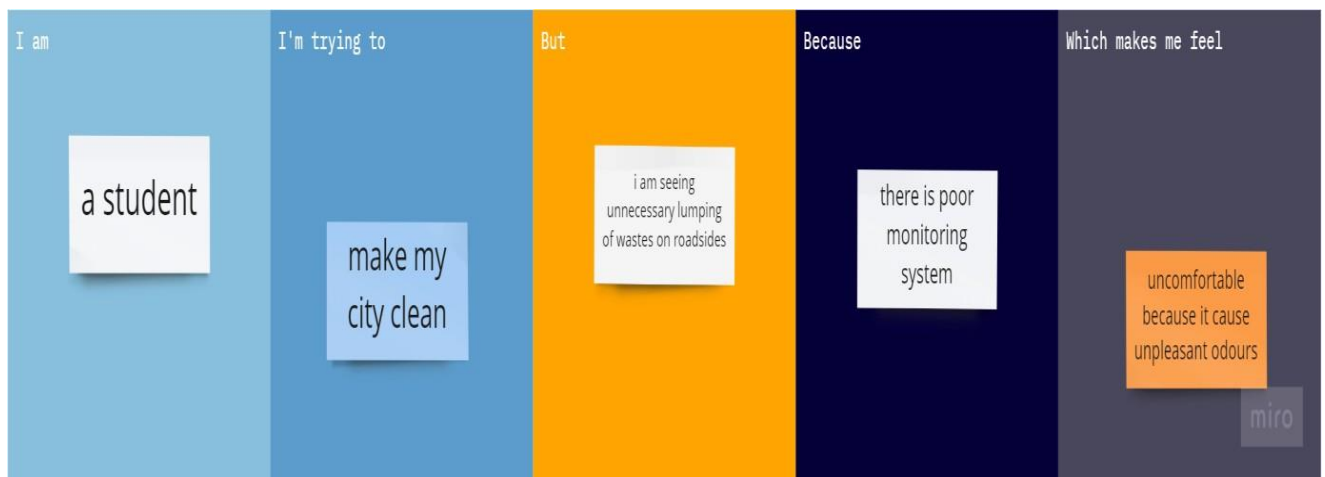 I am
a student
I'm trying to
make my
city clean
But
i am seeing
unnecessary lumping
of wastes on roadsides
Because
there is poor
monitoring
system
Which makes me feel
uncomfortable
because it cause
unpleasant odours
miro